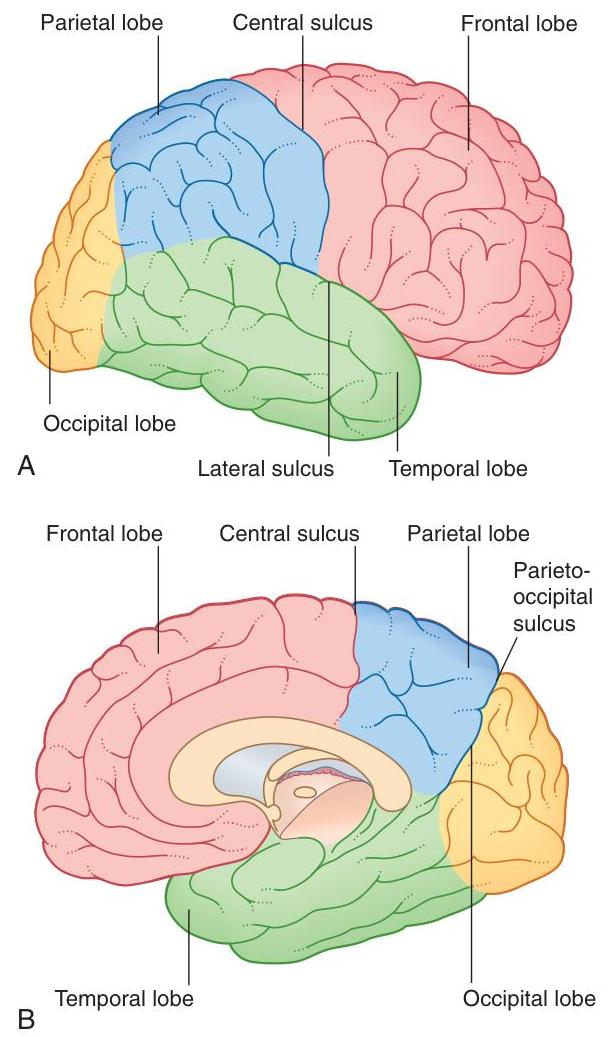 Parietal lobe
Central sulcus
Frontal lobe
Occipital lobe
A
Lateral sulcus
Temporal lobe
Frontal lobe
Central sulcus
Parietal lobe
Parieto-
occipital
sulcus
Temporal lobe
Occipital lobe
B